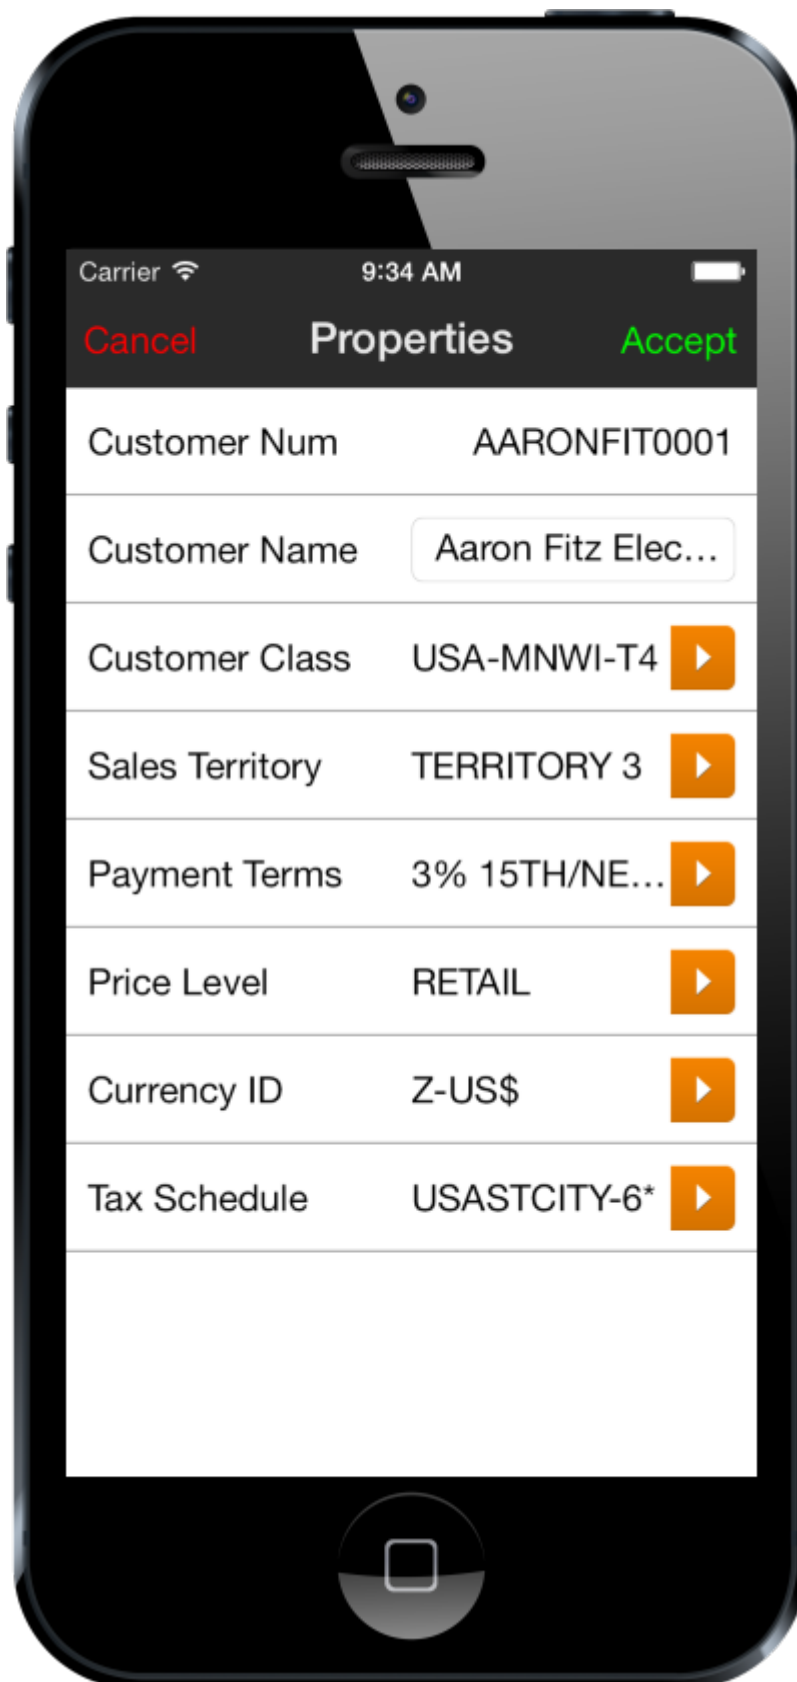 Carrier 9:34 AM
Cancel Properties Accept
Customer Num AARONFIT0001
Customer Name Aaron Fitz Elec...
Customer Class USA-MNWI-T4
Sales Territory TERRITORY 3
Payment Terms 3% 15TH/NE...
Price Level RETAIL
Currency ID Z-US$
Tax Schedule USASTCITY-6*